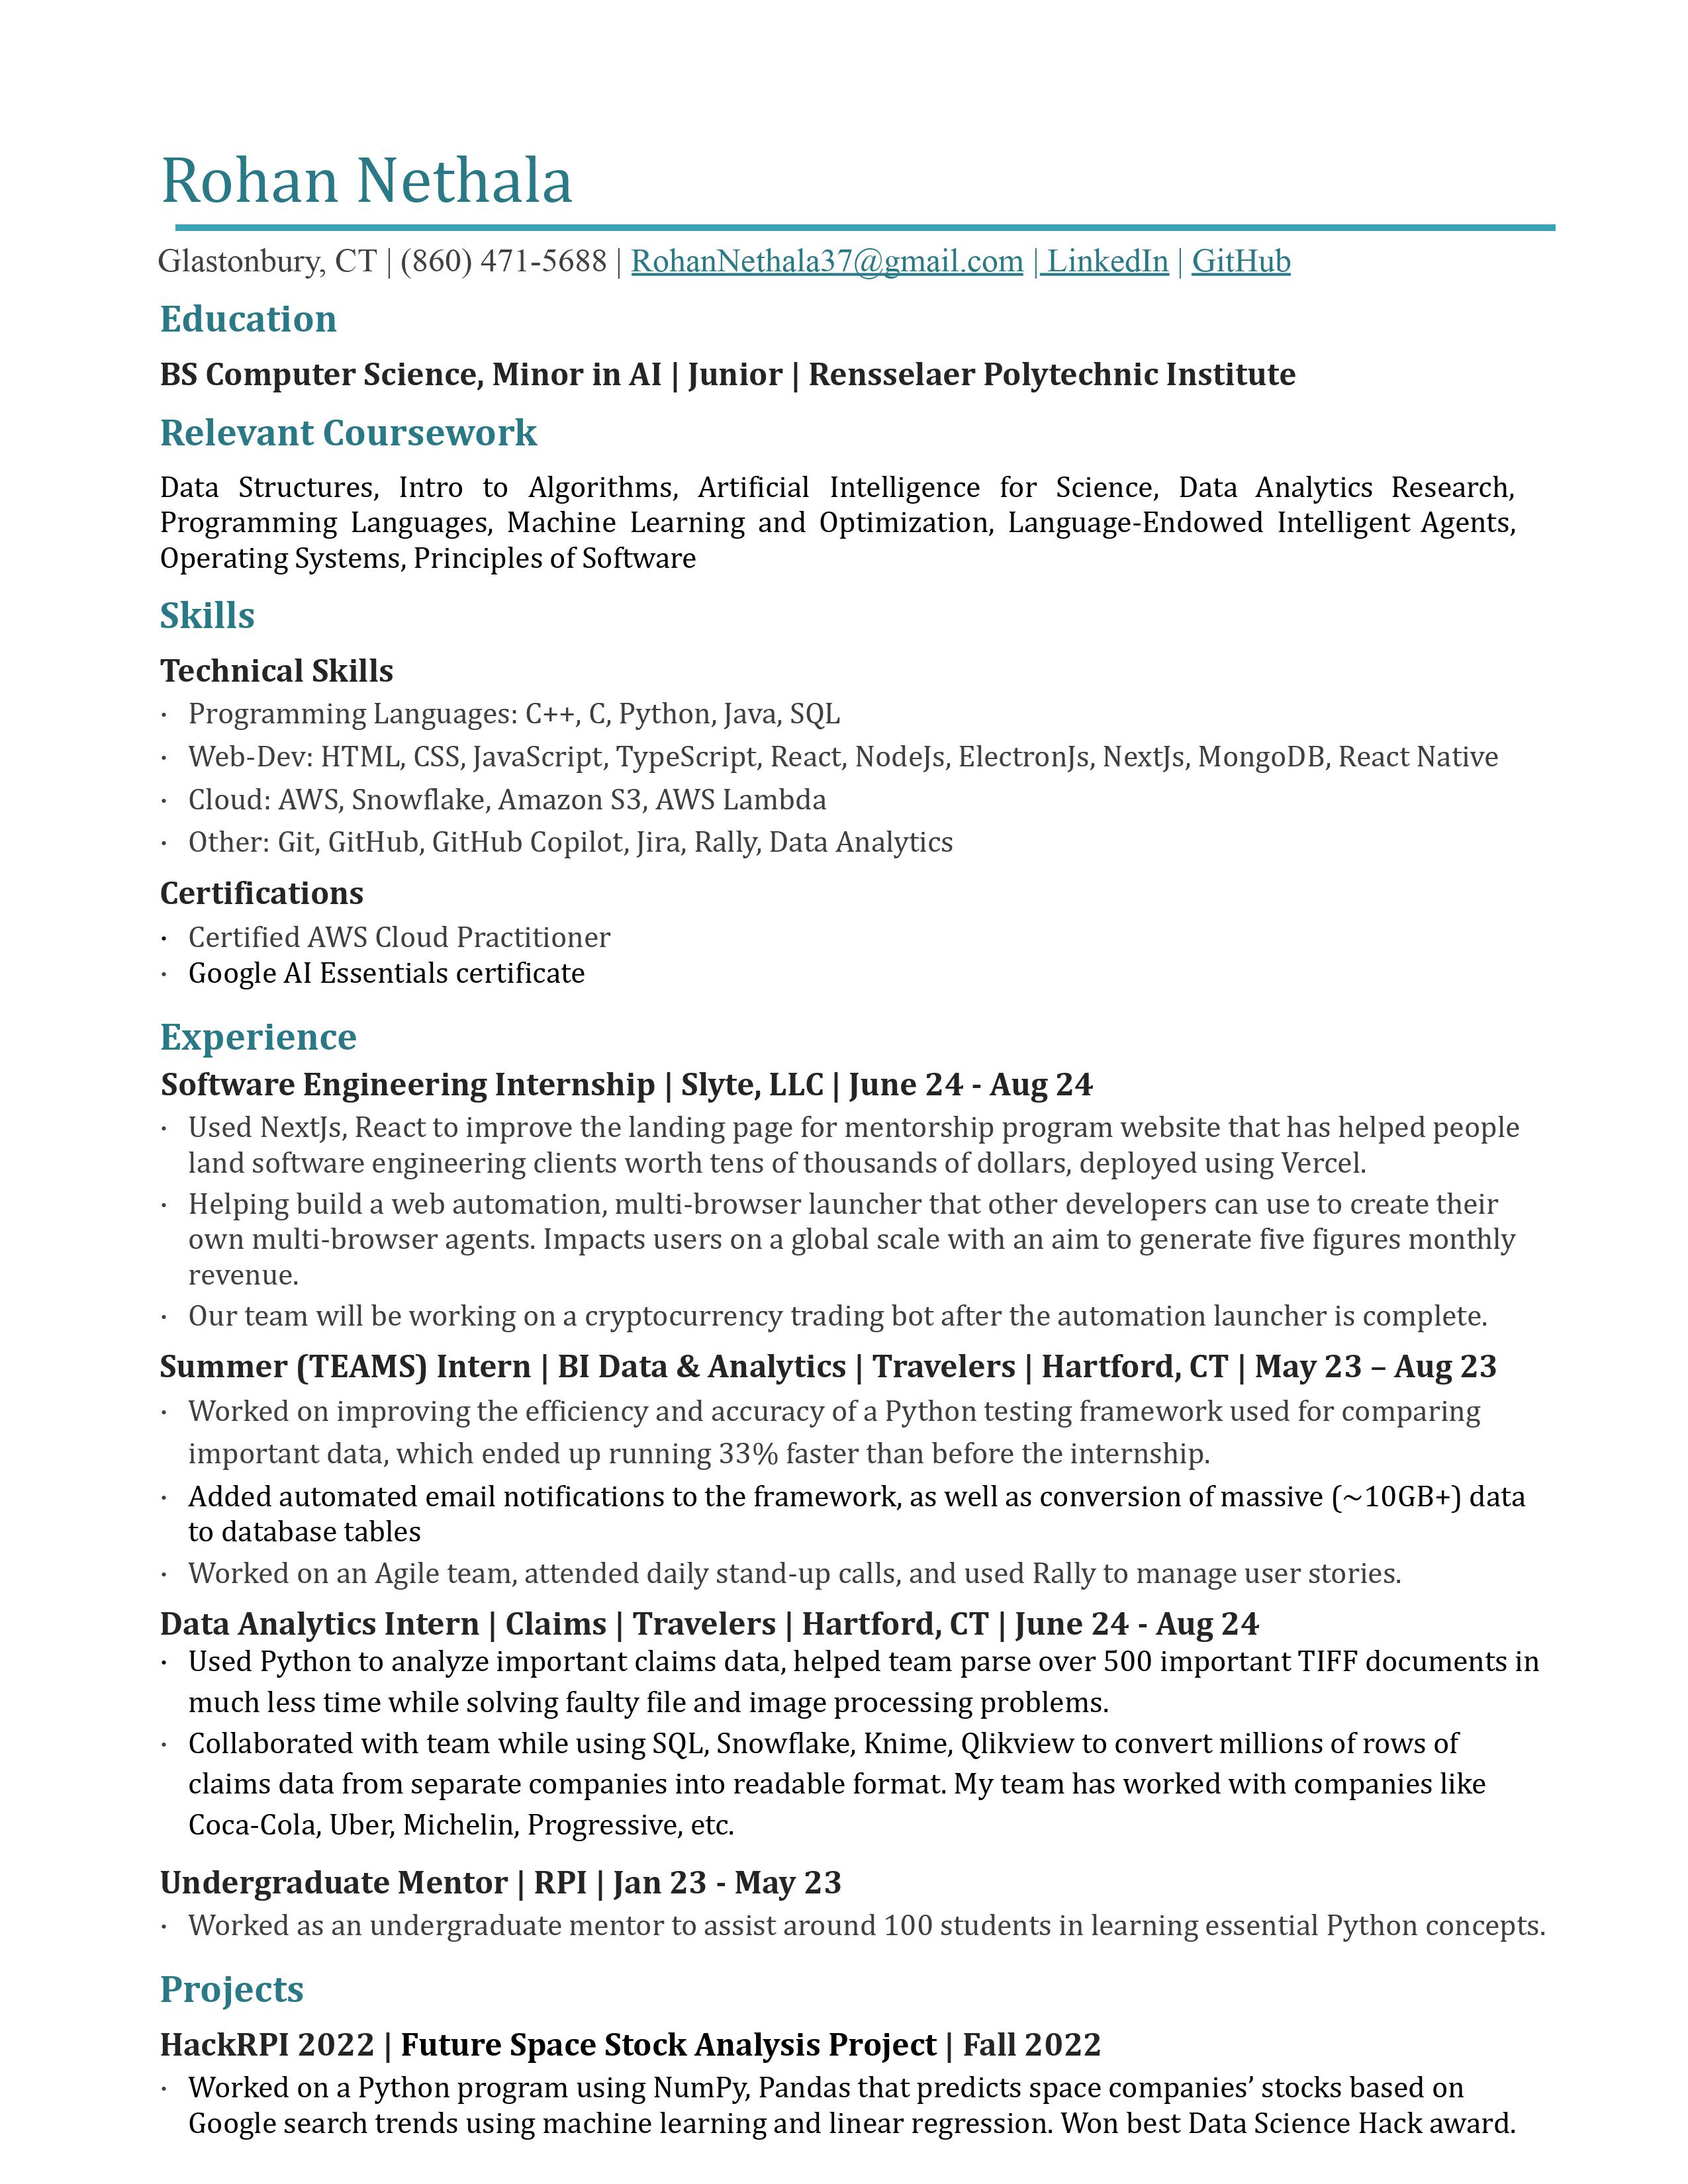 Rohan Nethala
Glastonbury, CT | (860) 471-5688 | RohanNethala37@gmail.com | LinkedIn | GitHub
Education
BS Computer Science, Minor in AI | Junior | Rensselaer Polytechnic Institute
Relevant Coursework
Data Structures, Intro to Algorithms, Artificial Intelligence for Science, Data Analytics Research,
Programming Languages, Machine Learning and Optimization, Language-Endowed Intelligent Agents,
Operating Systems, Principles of Software
Skills
Technical Skills
· Programming Languages: C++, C, Python, Java, SQL
· Web-Dev: HTML, CSS, JavaScript, TypeScript, React, NodeJs, ElectronJs, NextJs, MongoDB, React Native
· Cloud: AWS, Snowflake, Amazon S3, AWS Lambda
· Other: Git, GitHub, GitHub Copilot, Jira, Rally, Data Analytics
Certifications
· Certified AWS Cloud Practitioner
· Google AI Essentials certificate
Experience
Software Engineering Internship | Slyte, LLC | June 24 - Aug 24
· Used NextJs, React to improve the landing page for mentorship program website that has helped people
land software engineering clients worth tens of thousands of dollars, deployed using Vercel.
· Helping build a web automation, multi-browser launcher that other developers can use to create their
own multi-browser agents. Impacts users on a global scale with an aim to generate five figures monthly
revenue.
· Our team will be working on a cryptocurrency trading bot after the automation launcher is complete.
Summer (TEAMS) Intern | BI Data & Analytics | Travelers | Hartford, CT | May 23 – Aug 23
· Worked on improving the efficiency and accuracy of a Python testing framework used for comparing
important data, which ended up running 33% faster than before the internship.
· Added automated email notifications to the framework, as well as conversion of massive (~10GB+) data
to database tables
· Worked on an Agile team, attended daily stand-up calls, and used Rally to manage user stories.
Data Analytics Intern | Claims | Travelers | Hartford, CT | June 24 - Aug 24
· Used Python to analyze important claims data, helped team parse over 500 important TIFF documents in
much less time while solving faulty file and image processing problems.
· Collaborated with team while using SQL, Snowflake, Knime, Qlikview to convert millions of rows of
claims data from separate companies into readable format. My team has worked with companies like
Coca-Cola, Uber, Michelin, Progressive, etc.
Undergraduate Mentor | RPI | Jan 23 - May 23
· Worked as an undergraduate mentor to assist around 100 students in learning essential Python concepts.
Projects
HackRPI 2022 | Future Space Stock Analysis Project | Fall 2022
· Worked on a Python program using NumPy, Pandas that predicts space companies’ stocks based on
Google search trends using machine learning and linear regression. Won best Data Science Hack award.